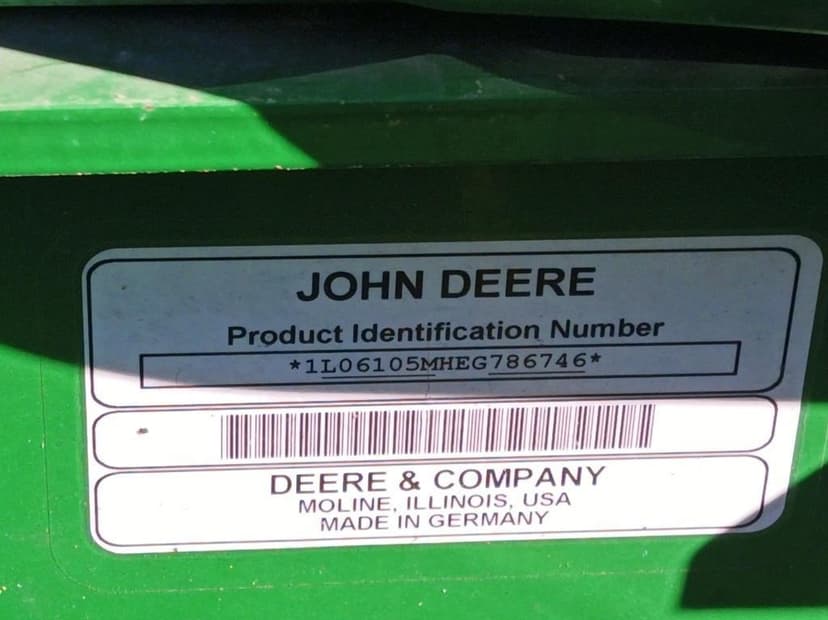 JOHN DEERE
Product Identification Number
*1L06105MHEG786746*
DEERE & COMPANY
MOLINE, ILLINOIS, USA
MADE IN GERMANY